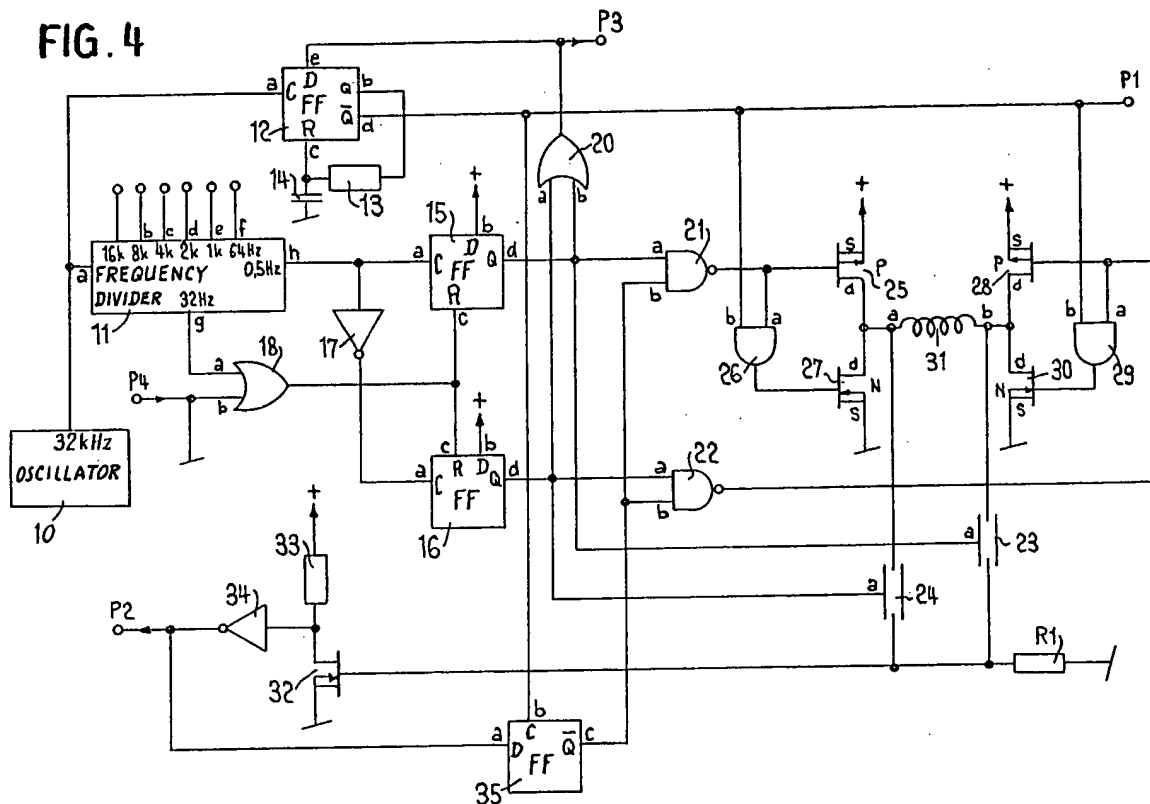 FIG. 4
P3
e
a C D Q b
FF Q̅ d
12 R
c
14
13
20
a b
P1
16k 8k 4k 2k 1k 64Hz
b c d e f
a FREQUENCY 0,5Hz h
DIVIDER 32Hz
11 g
15
+
b
a C D Q d
FF
R
c
17
18
a
b
P4
+
c b
R D Q d
a C FF
16
32kHz
OSCILLATOR
10
21
a
b
22
a
b
b a
26
+
S
P
d 25
27 d
N
S
a b
31
+
S
P
28 d
d 30
N
S
b a
29
a 23
a 24
R1
33
+
34
P2
32
b
a C c
D Q̅
FF
35